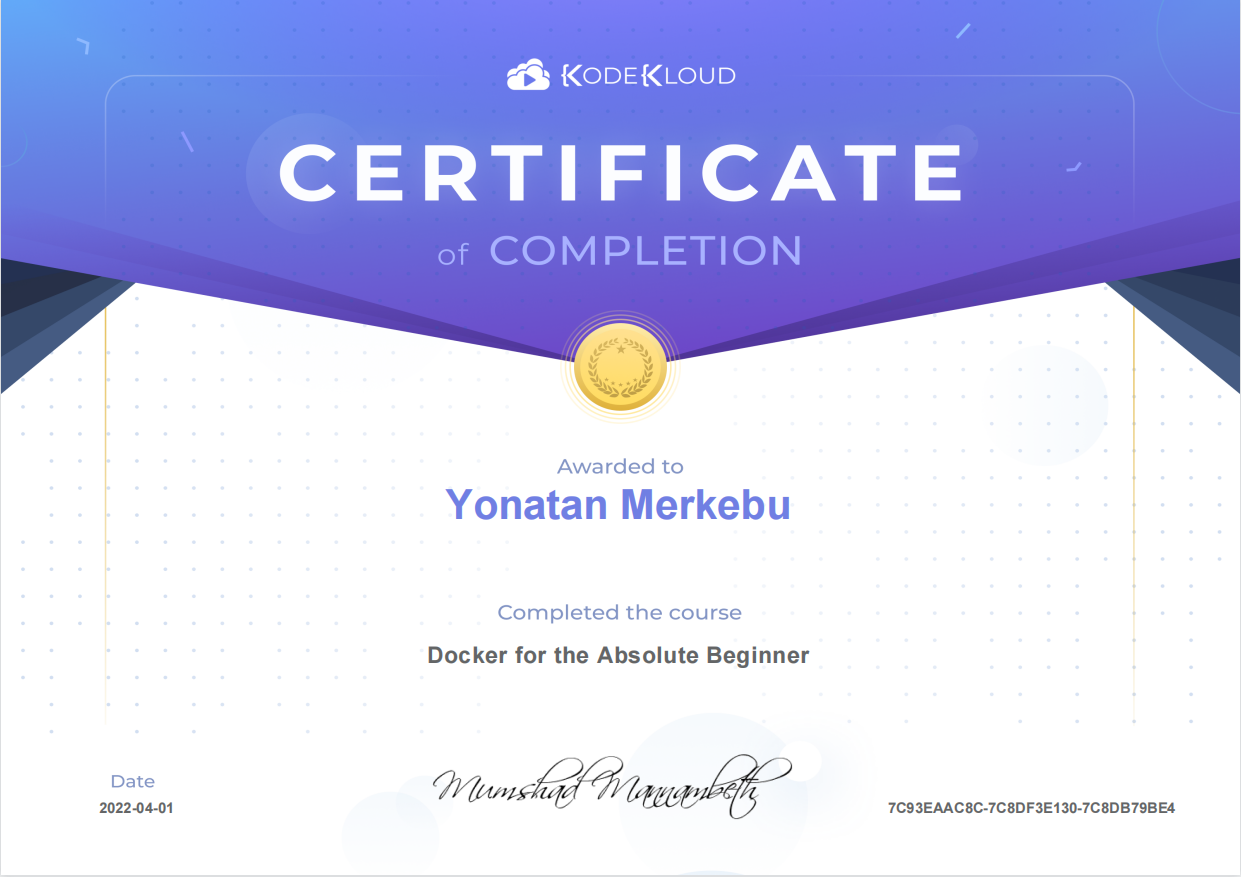 KODEKLOUD
CERTIFICATE
of COMPLETION
Awarded to
Yonatan Merkebu
Completed the course
Docker for the Absolute Beginner
Mumshad Mannambeth
Date
2022-04-01
7C93EAAC8C-7C8DF3E130-7C8DB79BE4